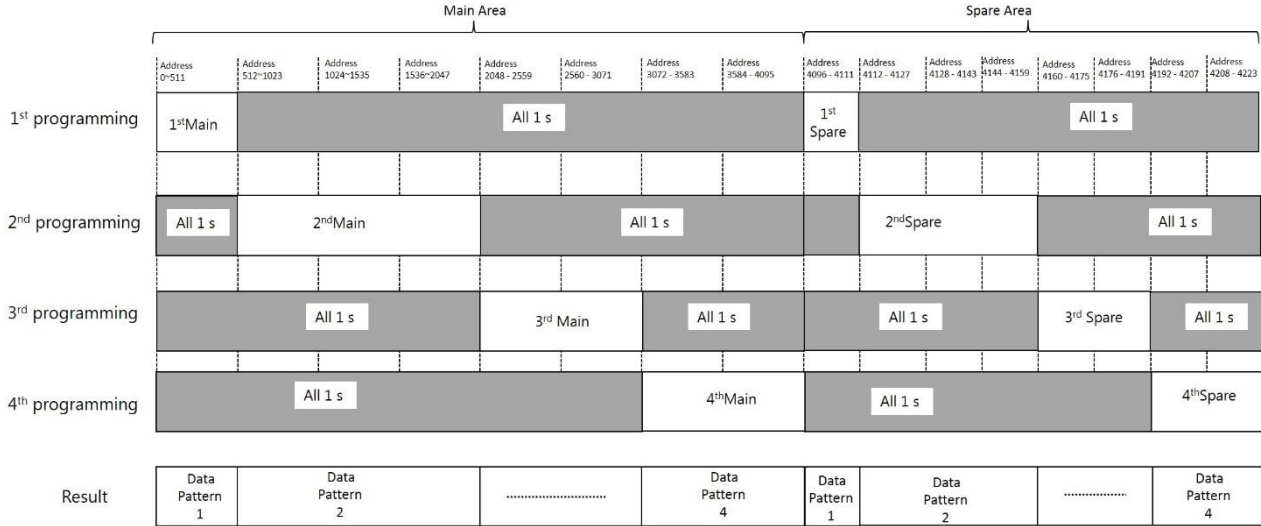 Main Area
Spare Area
Address 0~511
Address 512~1023
Address 1024~1535
Address 1536~2047
Address 2048 - 2559
Address 2560 - 3071
Address 3072 - 3583
Address 3584 - 4095
Address 4096 - 4111
Address 4112 - 4127
Address 4128 - 4143
Address 4144 - 4159
Address 4160 - 4175
Address 4176 - 4191
Address 4192 - 4207
Address 4208 - 4223
1st programming
1stMain
All 1 s
1st
Spare
All 1 s
2nd programming
All 1 s
2ndMain
All 1 s
2ndSpare
All 1 s
3rd programming
All 1 s
3rd Main
All 1 s
All 1 s
3rd Spare
All 1 s
4th programming
All 1 s
4thMain
All 1 s
4thSpare
Result
Data
Pattern
1
Data
Pattern
2
....................
Data
Pattern
4
Data
Pattern
1
Data
Pattern
2
............
Data
Pattern
4